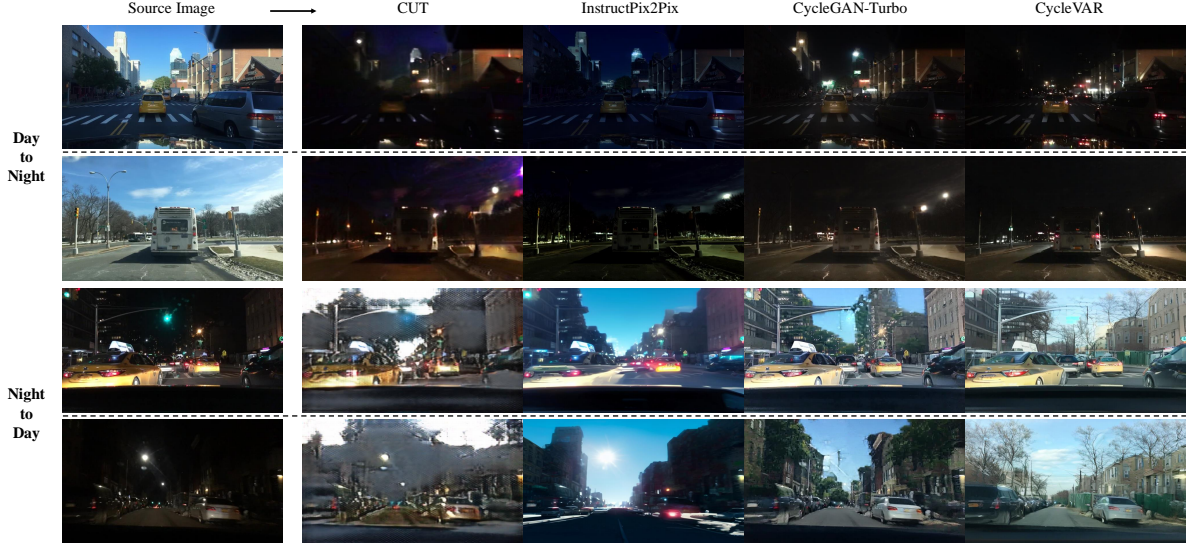 Source Image
CUT
InstructPix2Pix
CycleGAN-Turbo
CycleVAR
Day
to
Night
Night
to
Day